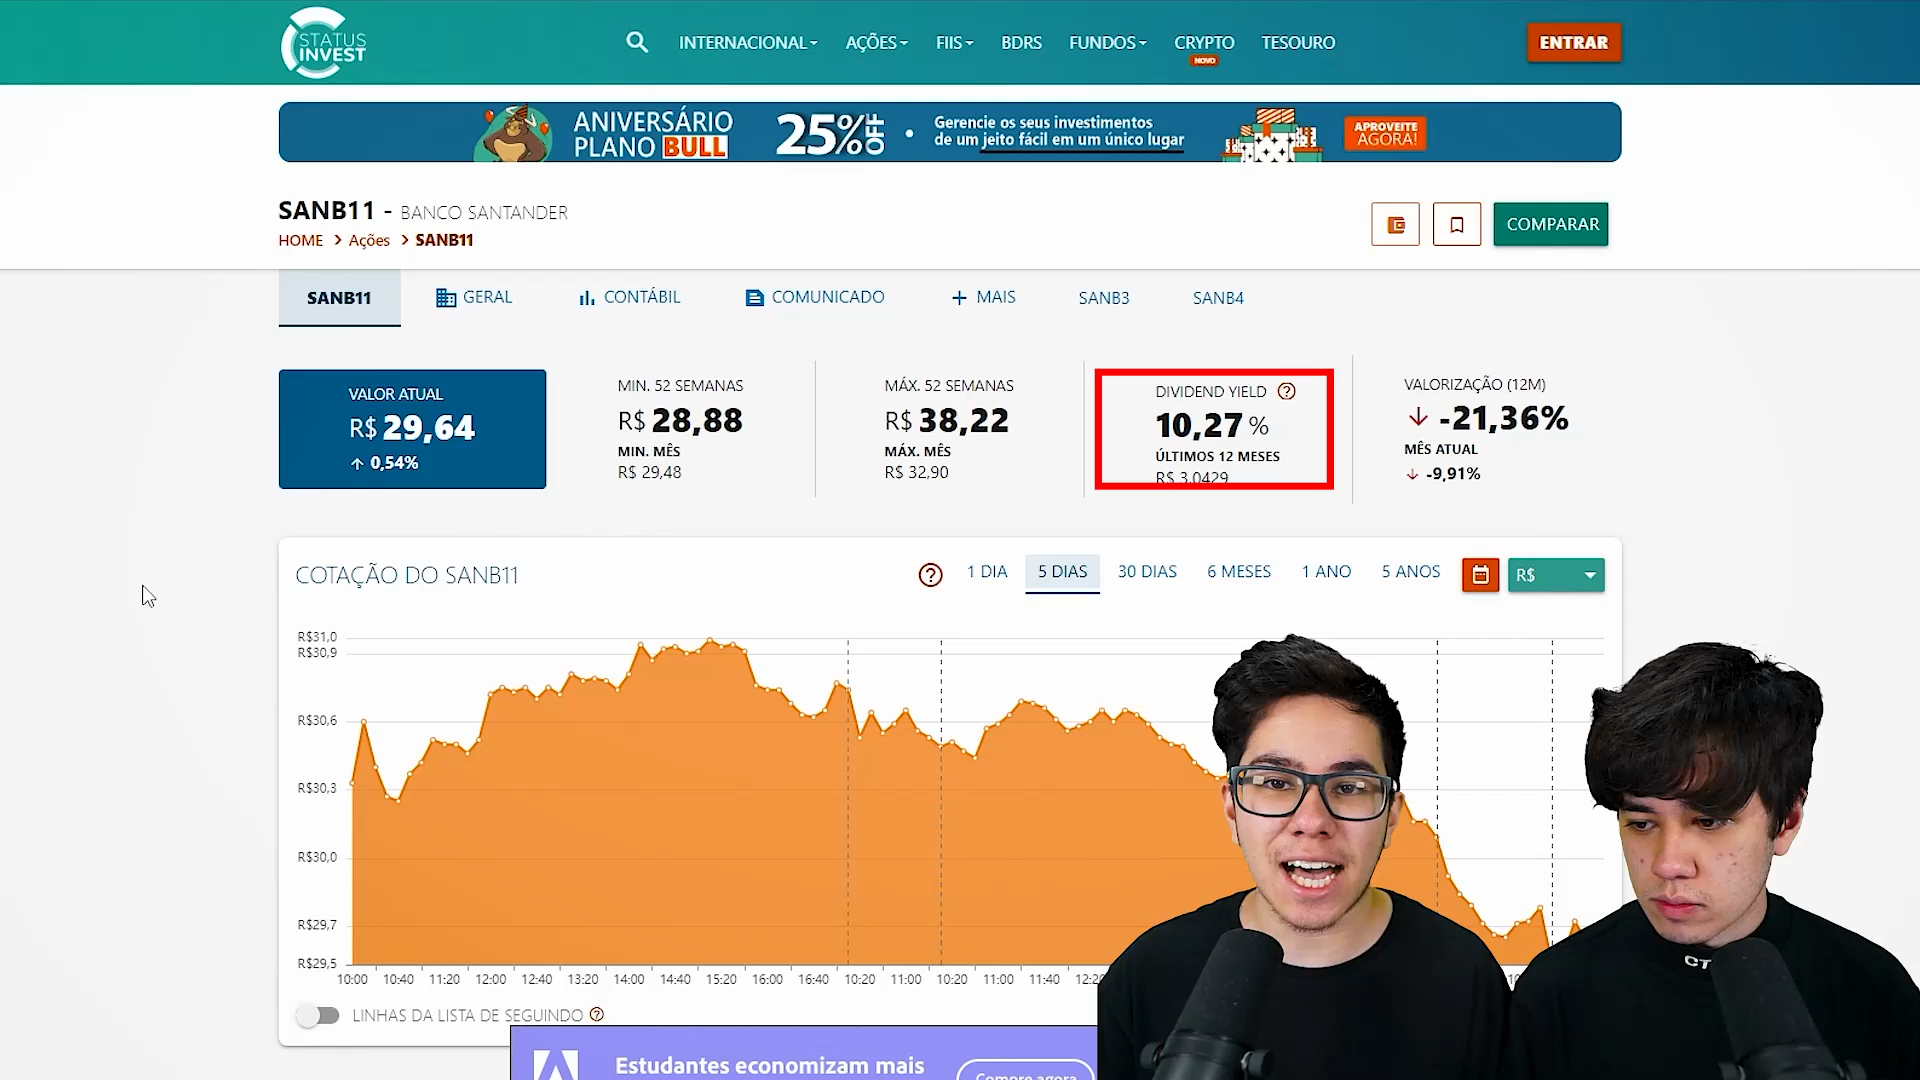 STATUS
INVEST
INTERNACIONAL
AÇÕES
FIIS
BDRS
FUNDOS
CRYPTO
NOVO
TESOURO
ENTRAR
ANIVERSÁRIO
PLANO BULL
25% OFF
Gerencie os seus investimentos
de um jeito fácil em um único lugar
APROVEITE
AGORA!
SANB11 - BANCO SANTANDER
HOME > Ações > SANB11
COMPARAR
SANB11
GERAL
CONTÁBIL
COMUNICADO
+ MAIS
SANB3
SANB4
VALOR ATUAL
R$ 29,64
↑ 0,54%
MIN. 52 SEMANAS
R$ 28,88
MIN. MÊS
R$ 29,48
MÁX. 52 SEMANAS
R$ 38,22
MÁX. MÊS
R$ 32,90
DIVIDEND YIELD ?
10,27 %
ÚLTIMOS 12 MESES
R$ 3,0429
VALORIZAÇÃO (12M)
↓ -21,36%
MÊS ATUAL
↓ -9,91%
COTAÇÃO DO SANB11
? 1 DIA 5 DIAS 30 DIAS 6 MESES 1 ANO 5 ANOS
R$
R$31,0
R$30,9
R$30,6
R$30,3
R$30,0
R$29,7
R$29,5
10:00 10:40 11:20 12:00 12:40 13:20 14:00 14:40 15:20 16:00 16:40 10:20 11:00 10:20 11:00 11:40
LINHAS DA LISTA DE SEGUINDO ?
Estudantes economizam mais
Compre agora
CT